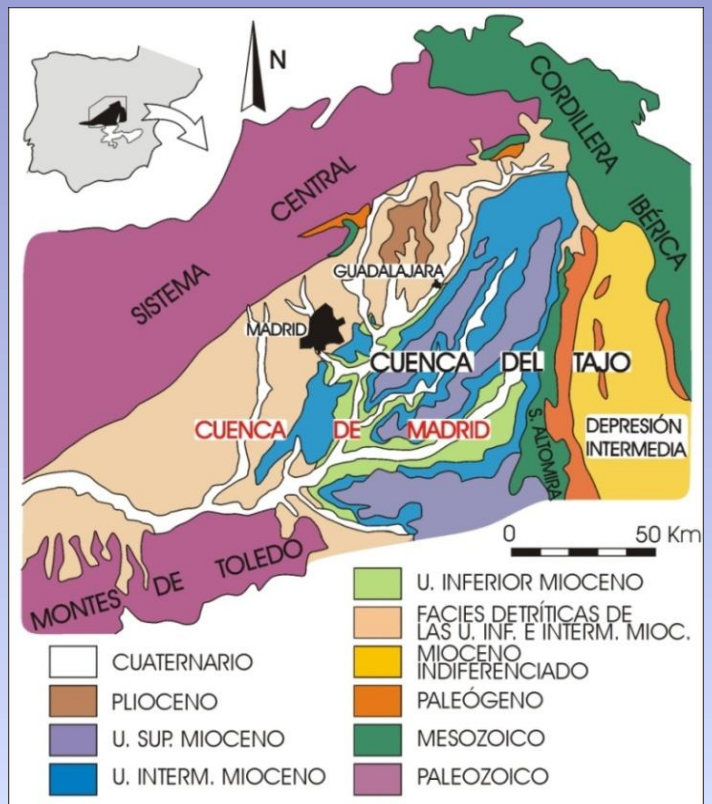 N
CORDILLERA
IBÉRICA
SISTEMA
CENTRAL
GUADALAJARA
MADRID
CUENCA DEL TAJO
CUENCA DE MADRID
S. ALTOMIRA
DEPRESIÓN
INTERMEDIA
MONTES DE TOLEDO
0 50 Km
U. INFERIOR MIOCENO
FACIES DETRÍTICAS DE
LAS U. INF. E INTERM. MIOC.
MIOCENO
INDIFERENCIADO
PALEÓGENO
MESOZOICO
PALEOZOICO
CUATERNARIO
PLIOCENO
U. SUP. MIOCENO
U. INTERM. MIOCENO